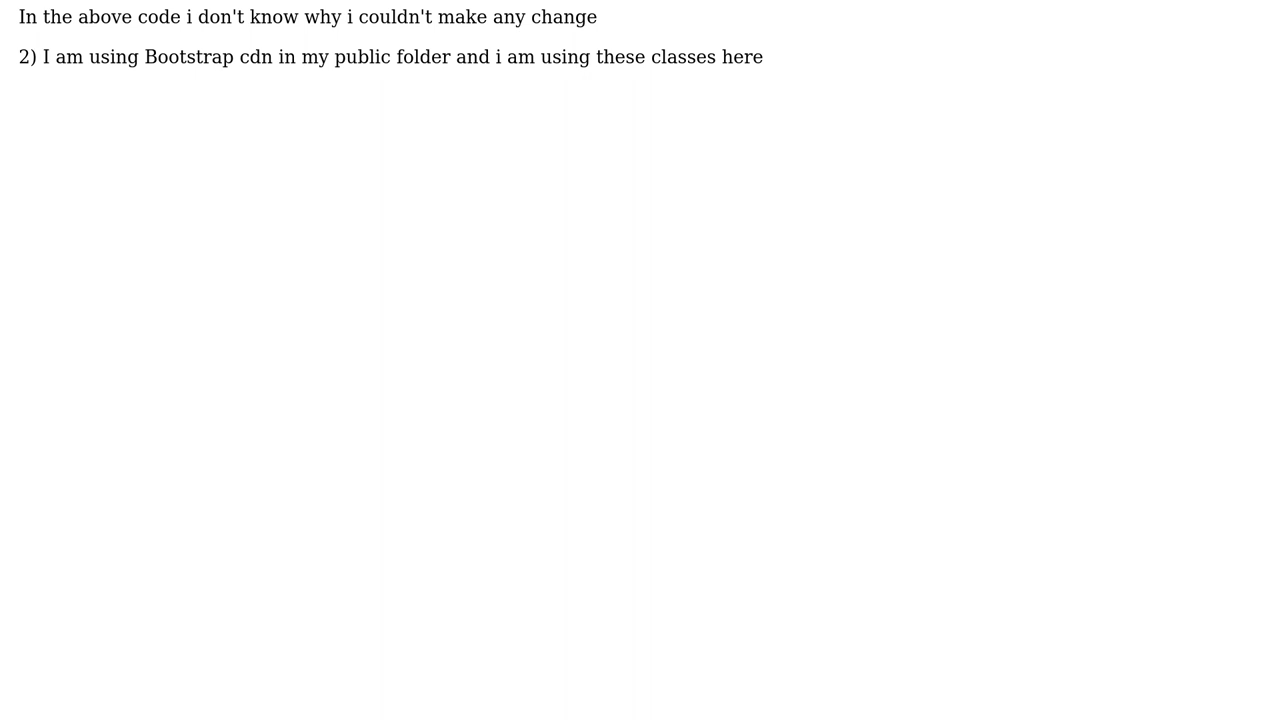 In the above code i don't know why i couldn't make any change
2) I am using Bootstrap cdn in my public folder and i am using these classes here